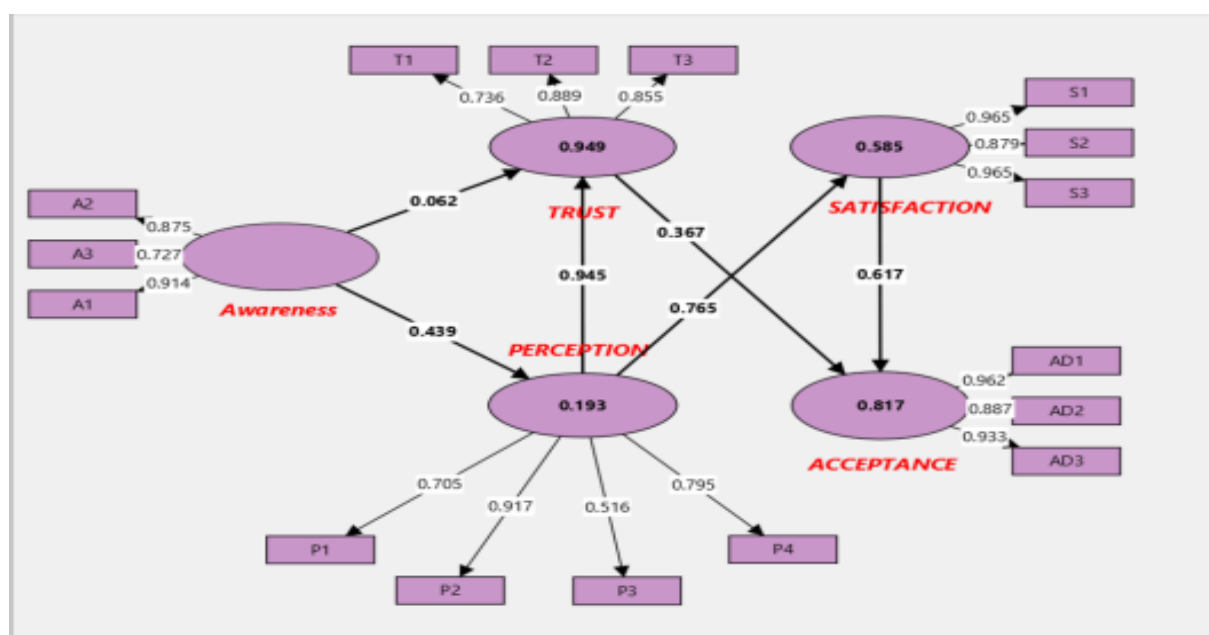 T1 T2 T3
0.736 0.889 0.855
S1
0.965
S2
0.879
0.965
S3
0.949
0.585
TRUST
SATISFACTION
A2
0.875
A3
0.727
0.914
A1
Awareness
0.062
0.367
0.945
0.617
0.765
0.439
PERCEPTION
0.193
0.817
ACCEPTANCE
AD1
0.962
AD2
0.887
0.933
AD3
0.705
0.917
0.516
0.795
P1
P2
P3
P4